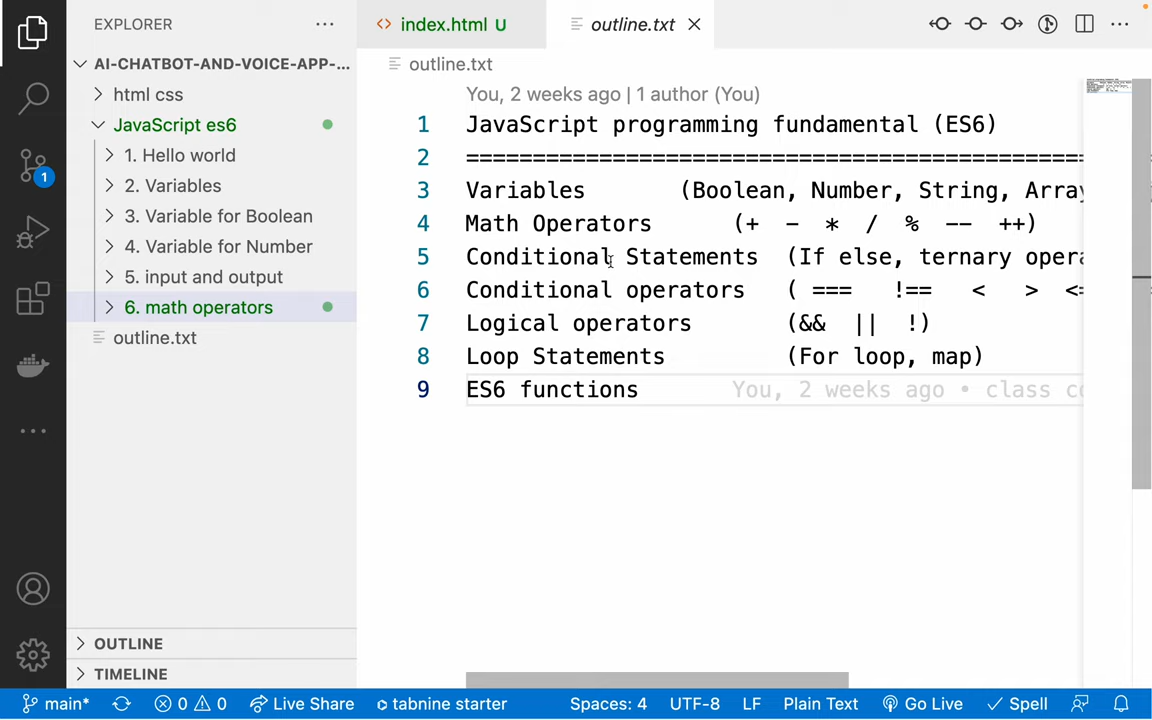 EXPLORER
AI-CHATBOT-AND-VOICE-APP-...
html css
JavaScript es6
1. Hello world
2. Variables
3. Variable for Boolean
4. Variable for Number
5. input and output
6. math operators
outline.txt
OUTLINE
TIMELINE
1
index.html U
outline.txt
outline.txt
You, 2 weeks ago | 1 author (You)
1 JavaScript programming fundamental (ES6)
2 ==============================================
3 Variables (Boolean, Number, String, Array
4 Math Operators (+ - * / % -- ++)
5 Conditional Statements (If else, ternary opera
6 Conditional operators ( === !== < > <=
7 Logical operators (&& || !)
8 Loop Statements (For loop, map)
9 ES6 functions You, 2 weeks ago • class co
main* 0 0 Live Share tabnine starter Spaces: 4 UTF-8 LF Plain Text Go Live Spell